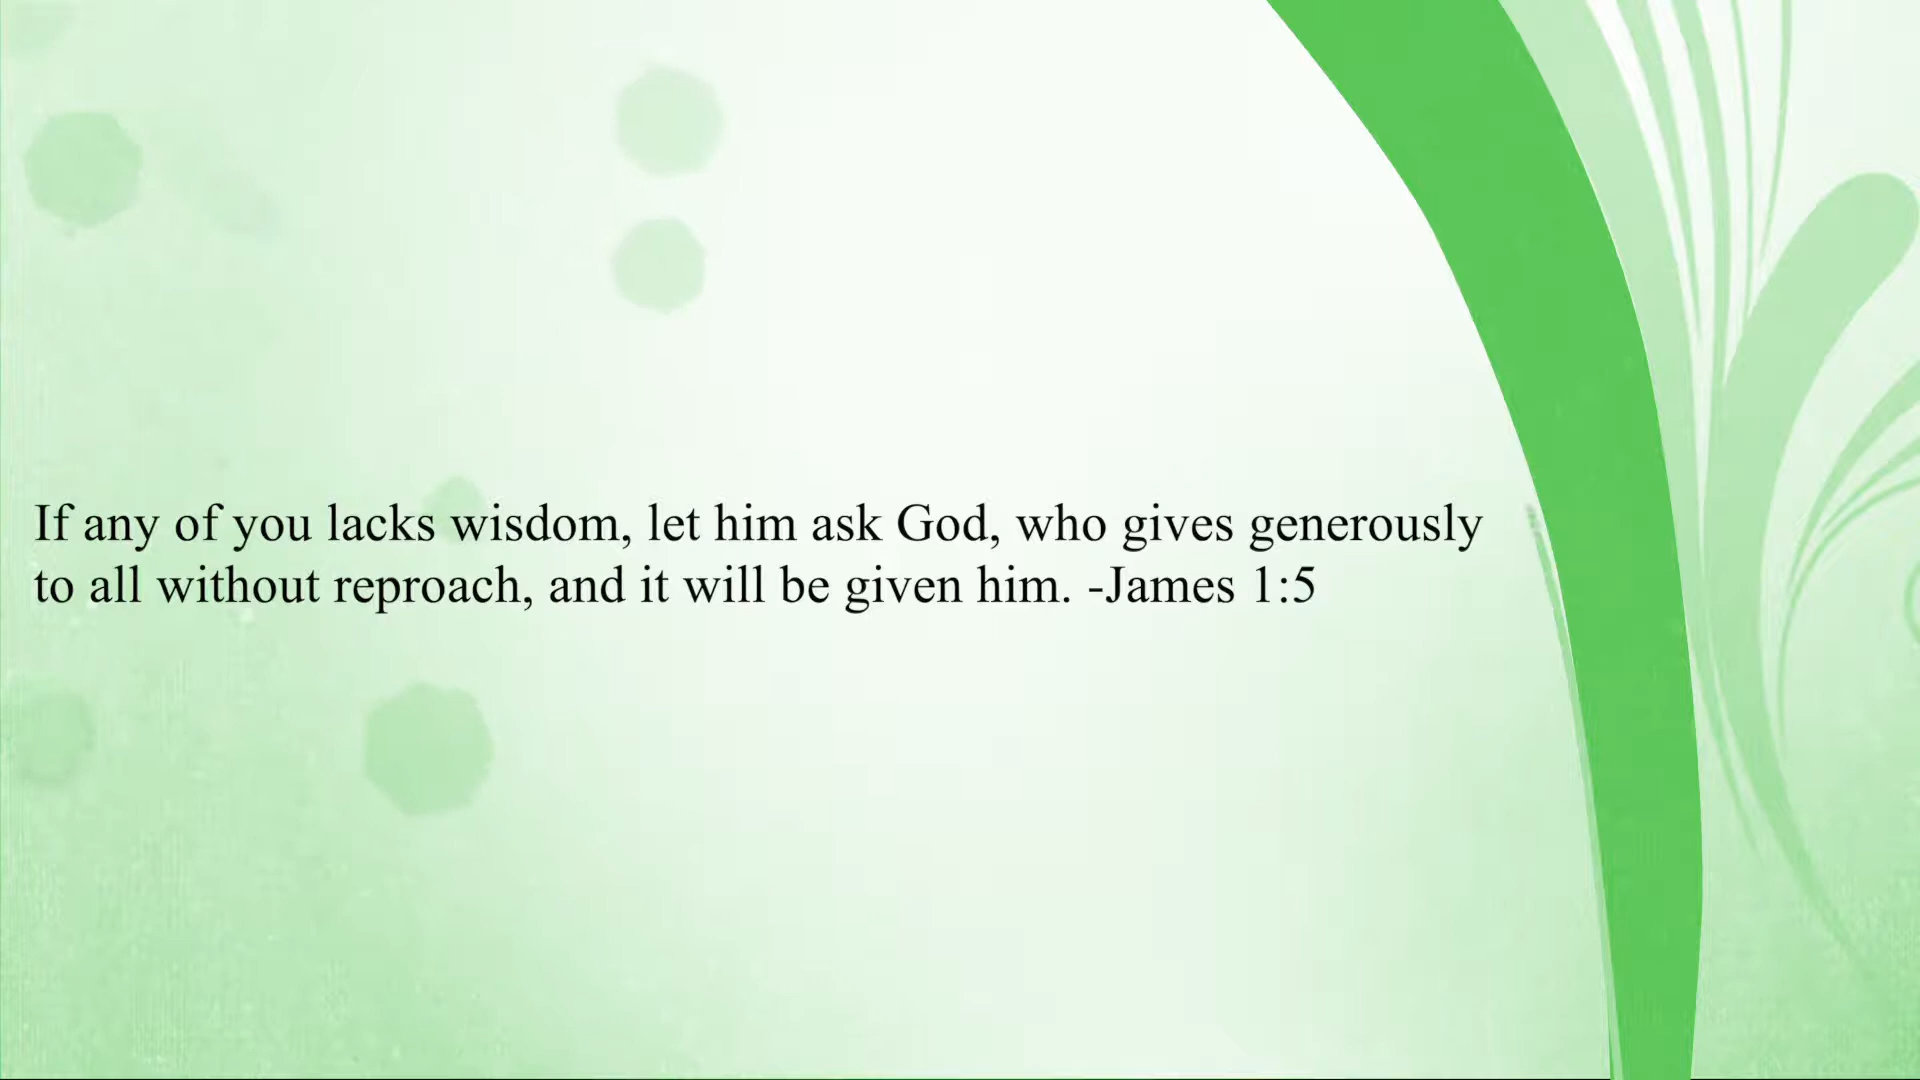 If any of you lacks wisdom, let him ask God, who gives generously
to all without reproach, and it will be given him. -James 1:5